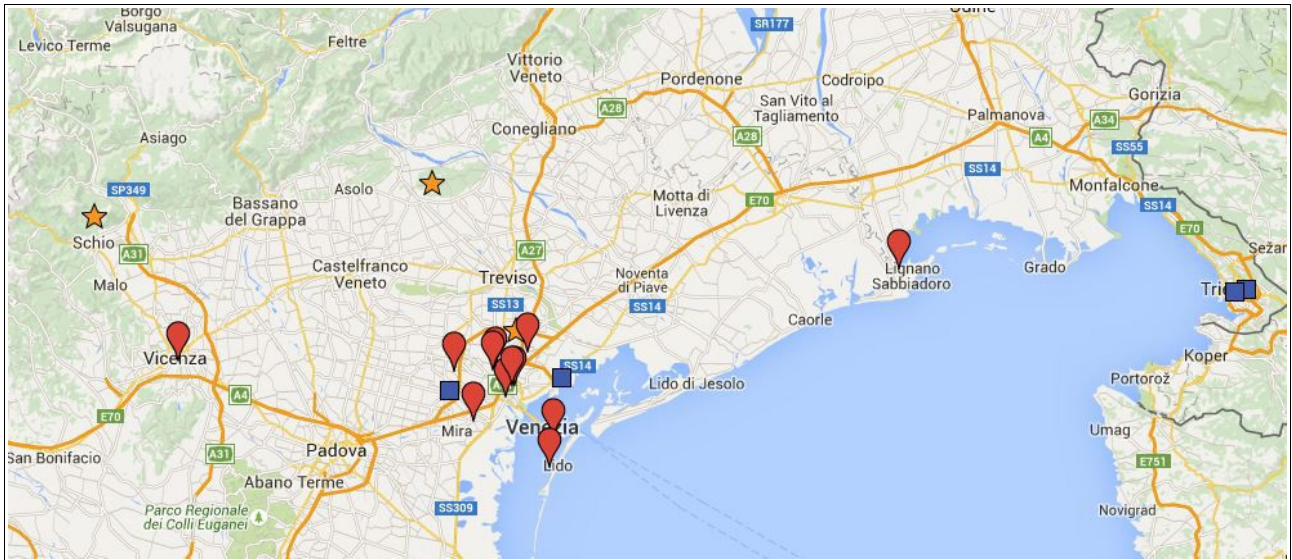 Borgo
Valsugana
Levico Terme
Feltre
SR177
Udine
Vittorio
Veneto
Pordenone
Codroipo
A28
San Vito al
Tagliamento
Gorizia
Palmanova
A34
Conegliano
A28
A4
SS55
Asiago
SS14
SP349
Asolo
Monfalcone
Bassano
del Grappa
Motta di
Livenza
E70
SS14
E70
Schio
A31
A27
Sežan
Castelfranco
Veneto
Treviso
Noventa
di Piave
Lignano
Sabbiadoro
Grado
Malo
SS13
SS14
Caorle
Vicenza
SS14
Koper
A4
Lido di Jesolo
Portorož
E70
Mira
Venezia
Umag
San Bonifacio
A31
Padova
Lido
E751
Abano Terme
SS309
Parco Regionale
dei Colli Euganei
Novigrad